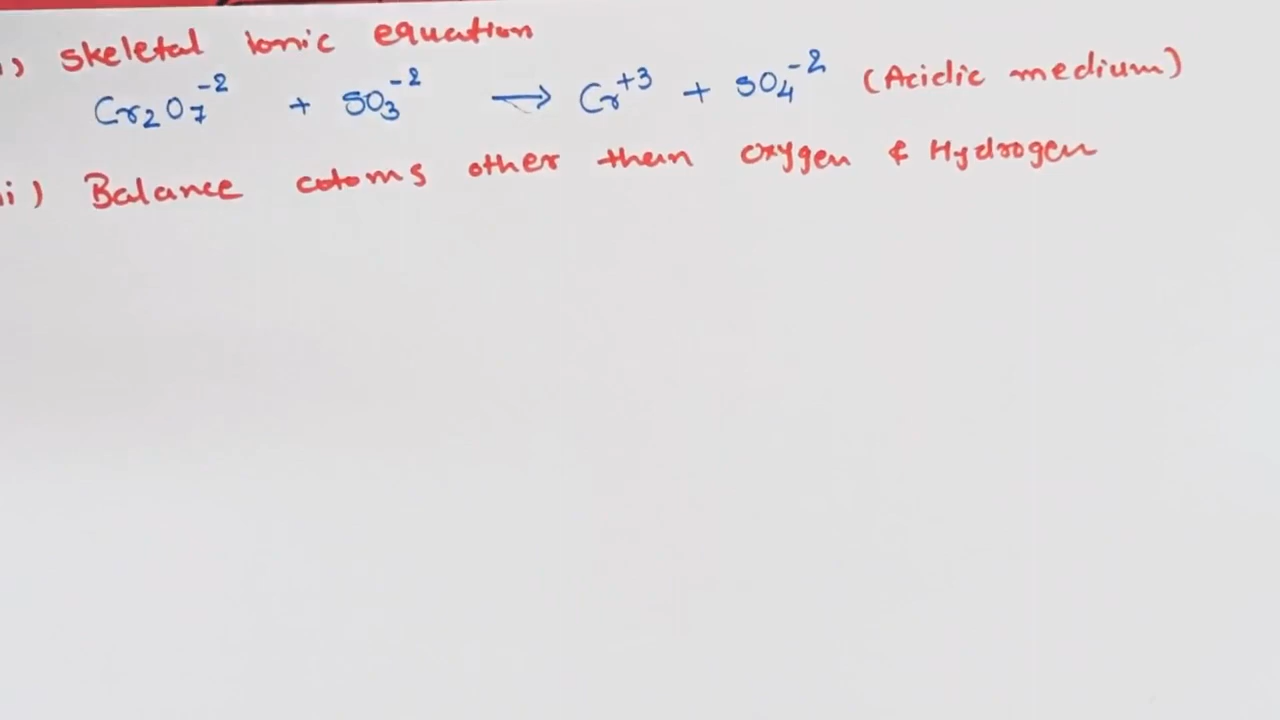 i) skeletal ionic equation
Cr₂O₇⁻² + SO₃⁻² → Cr⁺³ + SO₄⁻² (Acidic medium)
ii) Balance atoms other than oxygen & Hydrogen